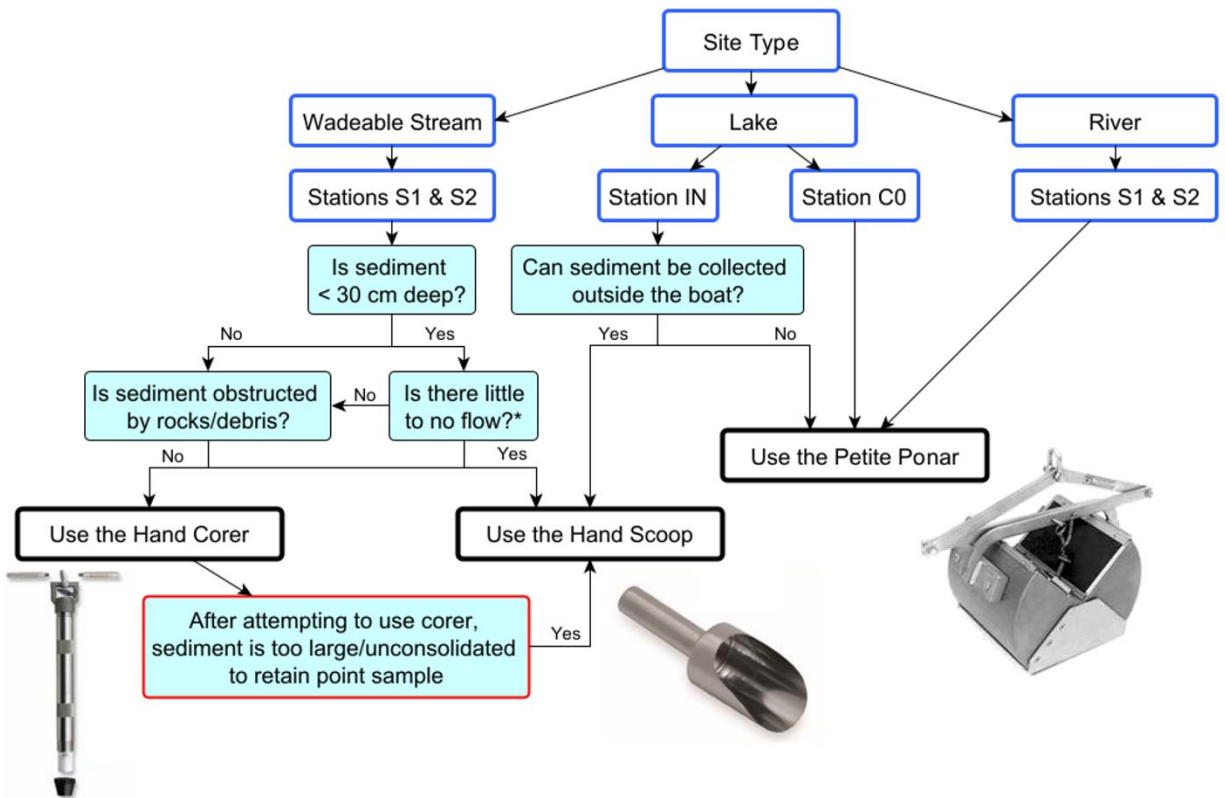 Site Type
Wadeable Stream
Lake
River
Stations S1 & S2
Station IN
Station C0
Stations S1 & S2
Is sediment
< 30 cm deep?
Can sediment be collected
outside the boat?
No
Yes
Yes
No
Is sediment obstructed
by rocks/debris?
No
Is there little
to no flow?*
No
Yes
Use the Petite Ponar
Use the Hand Corer
Use the Hand Scoop
After attempting to use corer,
sediment is too large/unconsolidated
to retain point sample
Yes